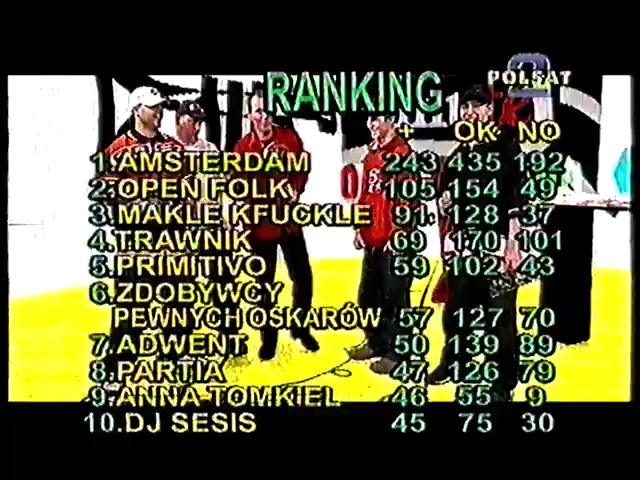 POLSAT 2
RANKING
+ OK NO
1.AMSTERDAM 243 435 192
2.OPEN FOLK 105 154 49
3.MAKLE KFUCKLE 91 128 37
4.TRAWNIK 69 170 101
5.PRIMITIVO 59 102 43
6.ZDOBYWCY
PEWNYCH OSKARÓW 57 127 70
7.ADWENT 50 139 89
8.PARTIA 47 126 79
9.ANNA TOMKIEL 46 55 9
10.DJ SESIS 45 75 30